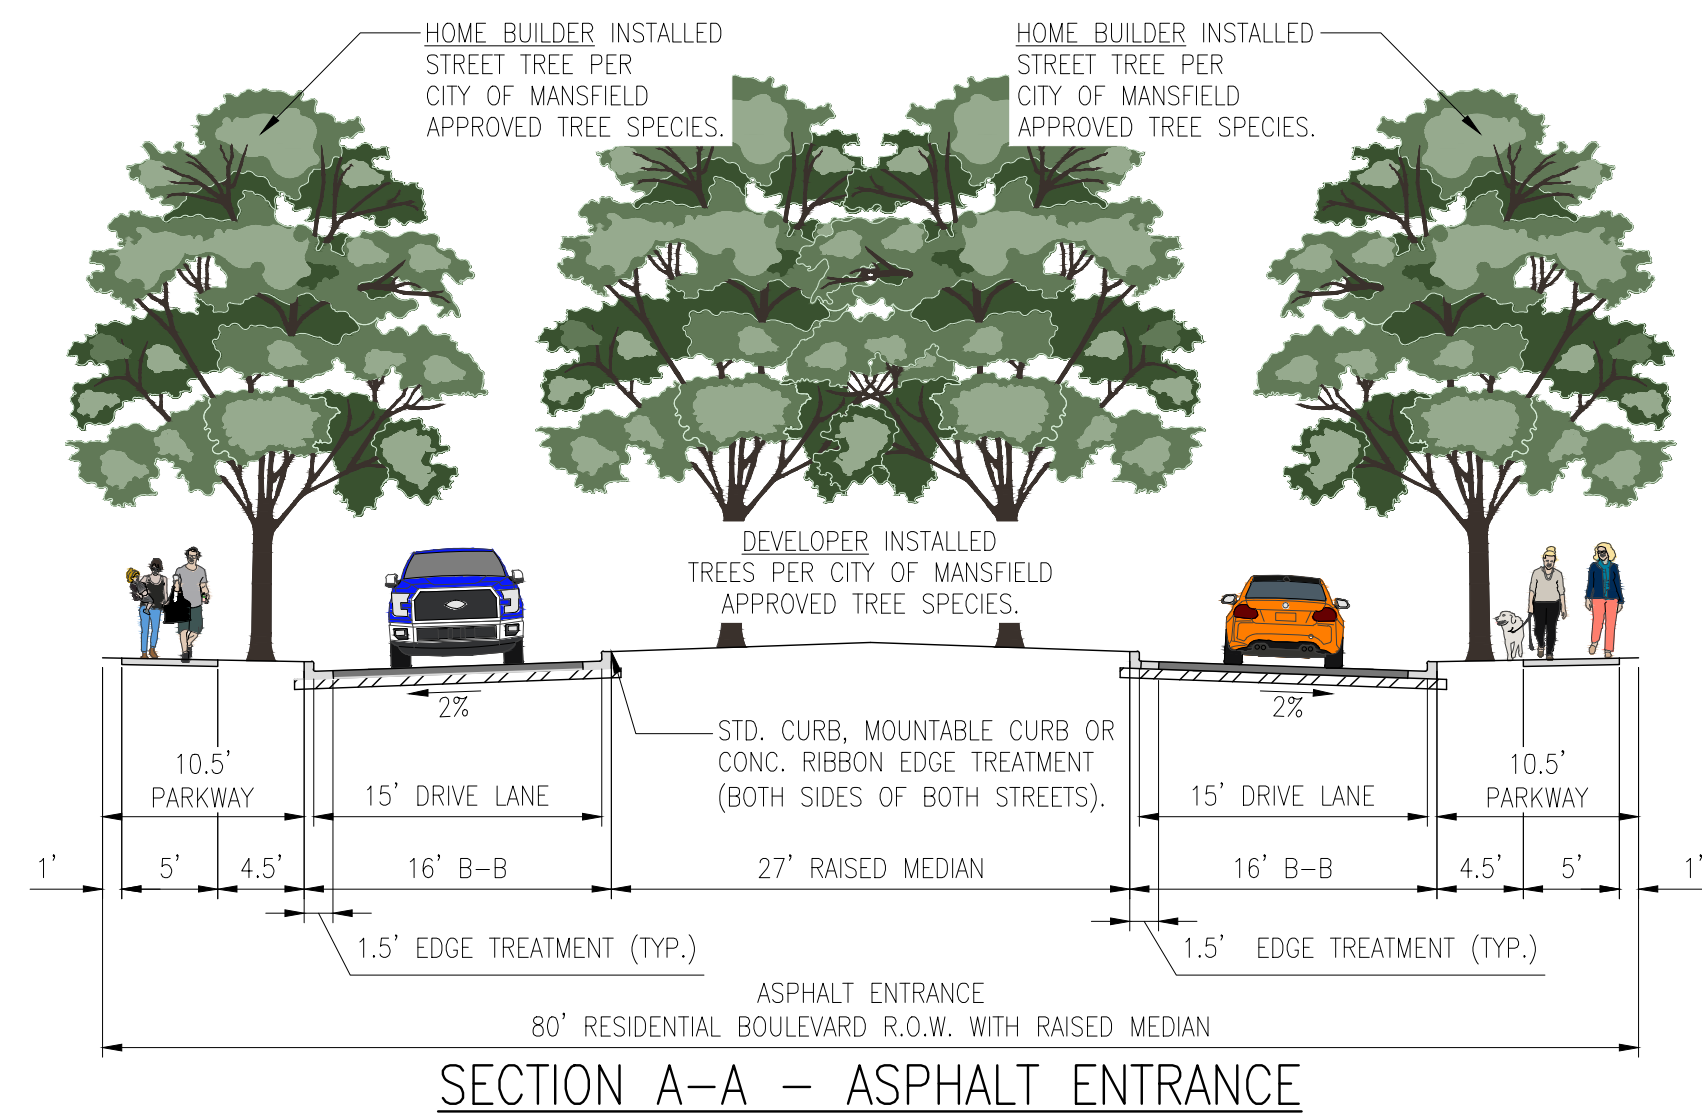 HOME BUILDER INSTALLED
STREET TREE PER
CITY OF MANSFIELD
APPROVED TREE SPECIES.
HOME BUILDER INSTALLED
STREET TREE PER
CITY OF MANSFIELD
APPROVED TREE SPECIES.
DEVELOPER INSTALLED
TREES PER CITY OF MANSFIELD
APPROVED TREE SPECIES.
2%
2%
STD. CURB, MOUNTABLE CURB OR
CONC. RIBBON EDGE TREATMENT
(BOTH SIDES OF BOTH STREETS).
10.5'
PARKWAY
15' DRIVE LANE
15' DRIVE LANE
10.5'
PARKWAY
1'
5'
4.5'
16' B-B
27' RAISED MEDIAN
16' B-B
4.5'
5'
1'
1.5' EDGE TREATMENT (TYP.)
1.5' EDGE TREATMENT (TYP.)
ASPHALT ENTRANCE
80' RESIDENTIAL BOULEVARD R.O.W. WITH RAISED MEDIAN
SECTION A-A - ASPHALT ENTRANCE